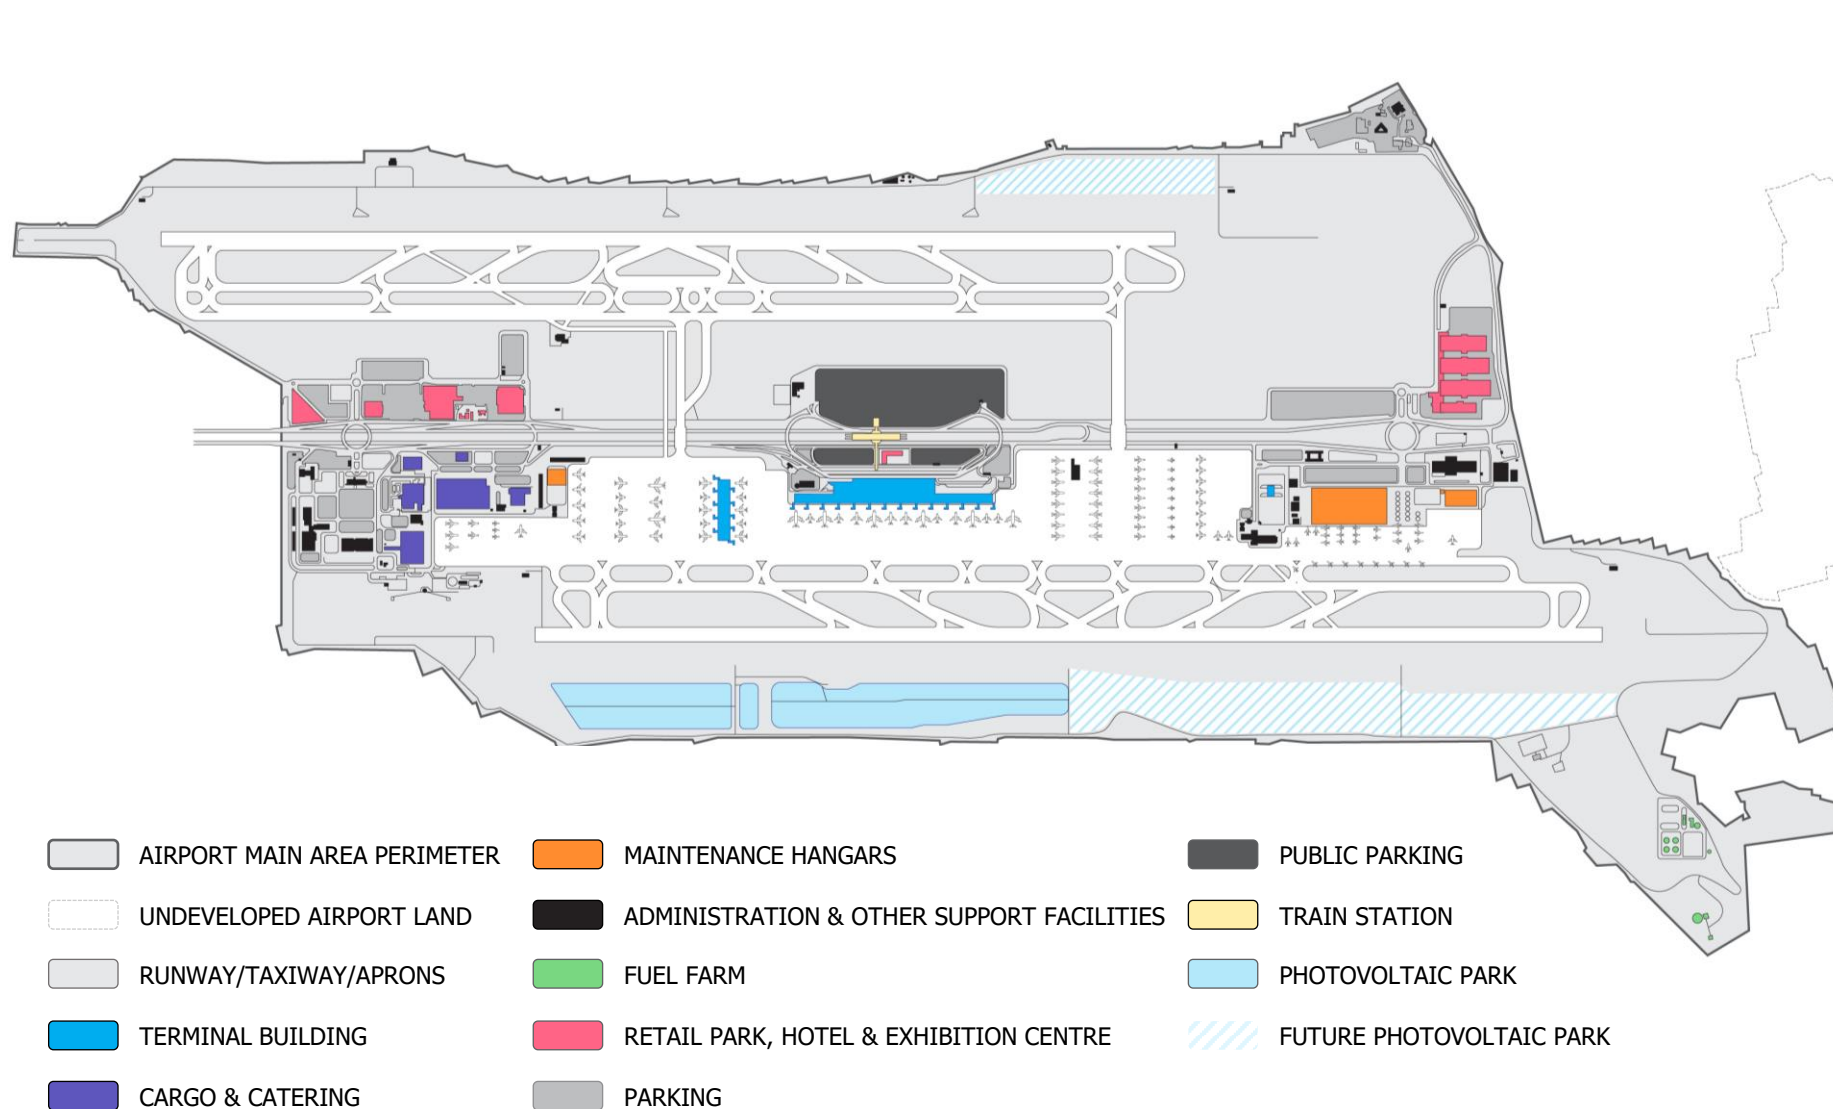 AIRPORT MAIN AREA PERIMETER
MAINTENANCE HANGARS
PUBLIC PARKING
UNDEVELOPED AIRPORT LAND
ADMINISTRATION & OTHER SUPPORT FACILITIES
TRAIN STATION
RUNWAY/TAXIWAY/APRONS
FUEL FARM
PHOTOVOLTAIC PARK
TERMINAL BUILDING
RETAIL PARK, HOTEL & EXHIBITION CENTRE
FUTURE PHOTOVOLTAIC PARK
CARGO & CATERING
PARKING